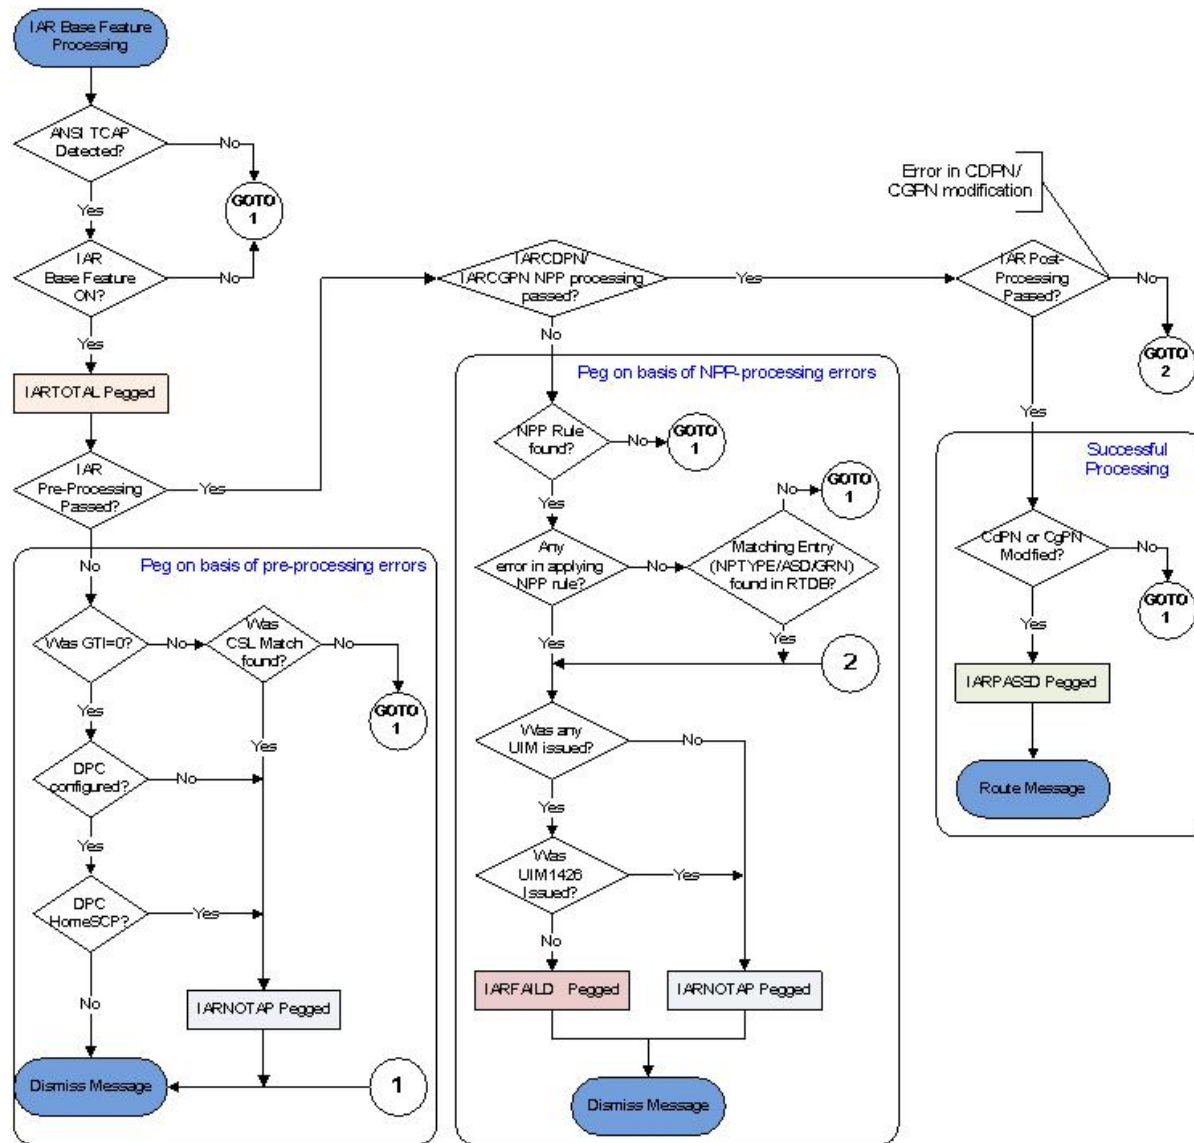 IAR Base Feature
Processing
ANSI TCAP
Detected?
No
GOTO
1
Yes
IAR
Base Feature
ON?
No
Yes
IARTOTAL Pegged
IAR
Pre-Processing
Passed?
Yes
No
Peg on basis of pre-processing errors
Was GTI=0?
No
Was
CSL Match
found?
No
GOTO
1
Yes
Yes
DPC
configured?
No
Yes
DPC
HomeSCP?
Yes
No
IARNOTAP Pegged
Dismiss Message
1
IARCDPN/
IARCGPN NPP processing
passed?
Yes
No
Peg on basis of NPP-processing errors
NPP Rule
found?
No
GOTO
1
Yes
Any
error in applying
NPP rule?
No
Matching Entry
(NPTYPE/ASD/GRN)
found in RTDB?
No
GOTO
1
Yes
Yes
2
Was any
UIM issued?
No
Yes
Was
UIM1426
Issued?
Yes
No
IARFAILD Pegged
IARNOTAP Pegged
Dismiss Message
Error in CDPN/
CGPN modification
IAR Post-
Processing
Passed?
No
GOTO
2
Yes
Successful
Processing
CdPN or CgPN
Modified?
No
GOTO
1
Yes
IARPASED Pegged
Route Message